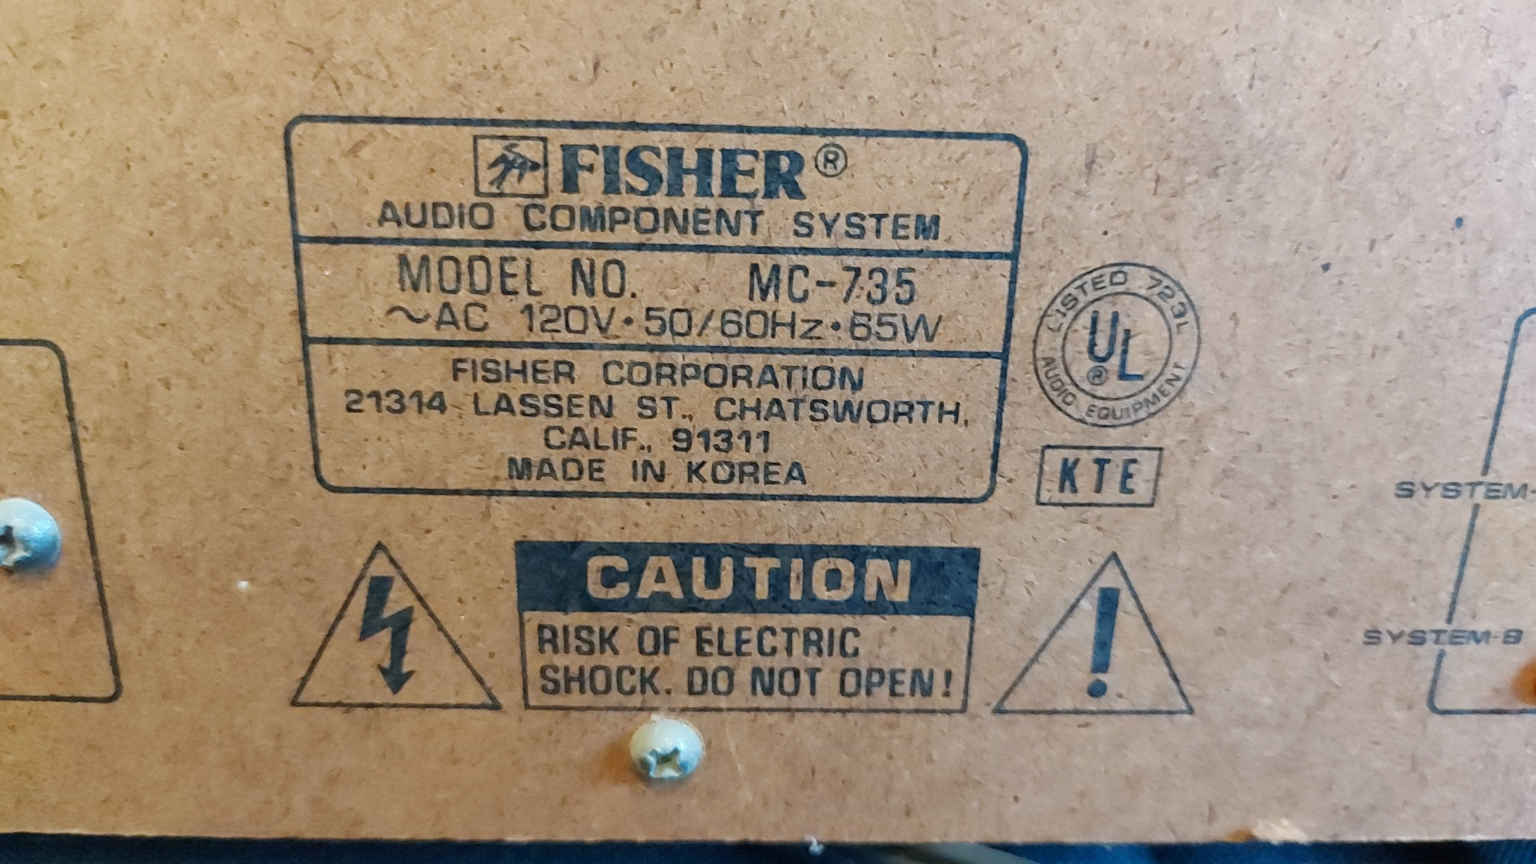 FISHER®
AUDIO COMPONENT SYSTEM
MODEL NO. MC-735
~AC 120V·50/60Hz·65W
FISHER CORPORATION
21314 LASSEN ST., CHATSWORTH,
CALIF., 91311
MADE IN KOREA
LISTED 723L
UL®
AUDIO EQUIPMENT
KTE
CAUTION
RISK OF ELECTRIC
SHOCK. DO NOT OPEN!
SYSTEM-
SYSTEM-B